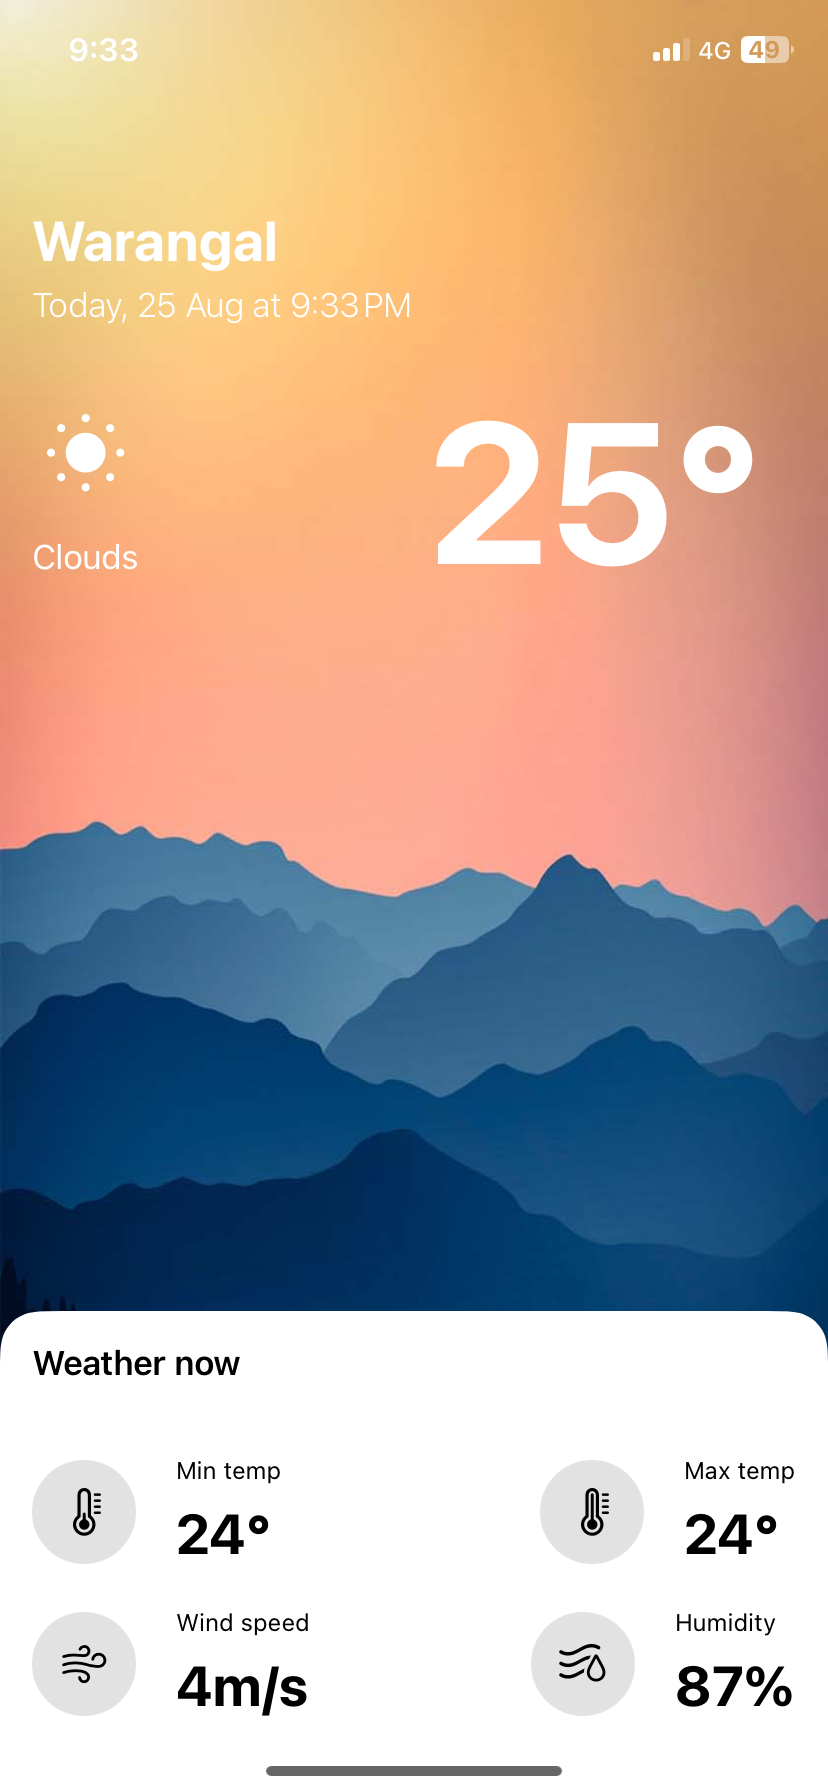 9:33
4G 49
Warangal
Today, 25 Aug at 9:33 PM
25°
Clouds
Weather now
Min temp
24°
Max temp
24°
Wind speed
4m/s
Humidity
87%